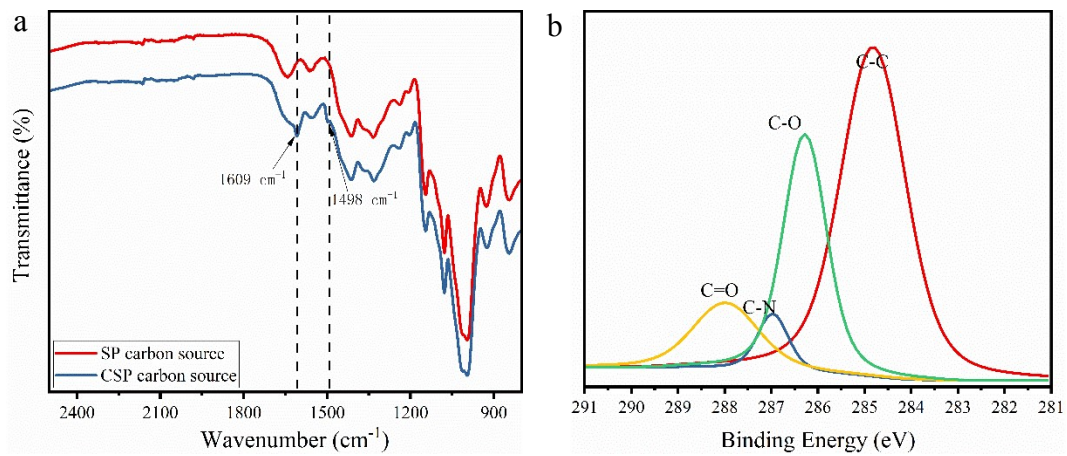 a
Transmittance (%)
1609 cm⁻¹
1498 cm⁻¹
SP carbon source
CSP carbon source
2400 2100 1800 1500 1200 900
Wavenumber (cm⁻¹)
b
C-C
C-O
C=O
C-N
291 290 289 288 287 286 285 284 283 282 281
Binding Energy (eV)